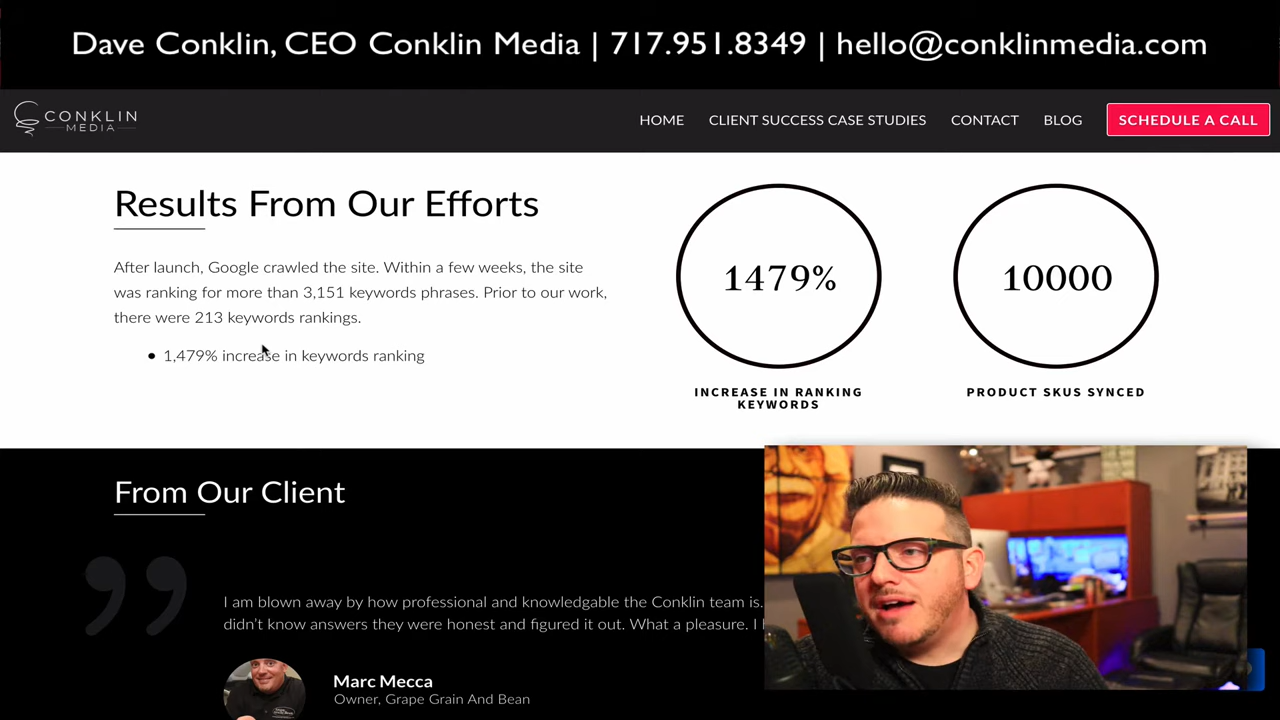 Dave Conklin, CEO Conklin Media | 717.951.8349 | hello@conklinmedia.com
CONKLIN
MEDIA
HOME
CLIENT SUCCESS CASE STUDIES
CONTACT
BLOG
SCHEDULE A CALL
Results From Our Efforts
After launch, Google crawled the site. Within a few weeks, the site
was ranking for more than 3,151 keywords phrases. Prior to our work,
there were 213 keywords rankings.
• 1,479% increase in keywords ranking
1479%
INCREASE IN RANKING
KEYWORDS
10000
PRODUCT SKUS SYNCED
From Our Client
I am blown away by how professional and knowledgable the Conklin team is.
didn't know answers they were honest and figured it out. What a pleasure. I
Marc Mecca
Owner, Grape Grain And Bean